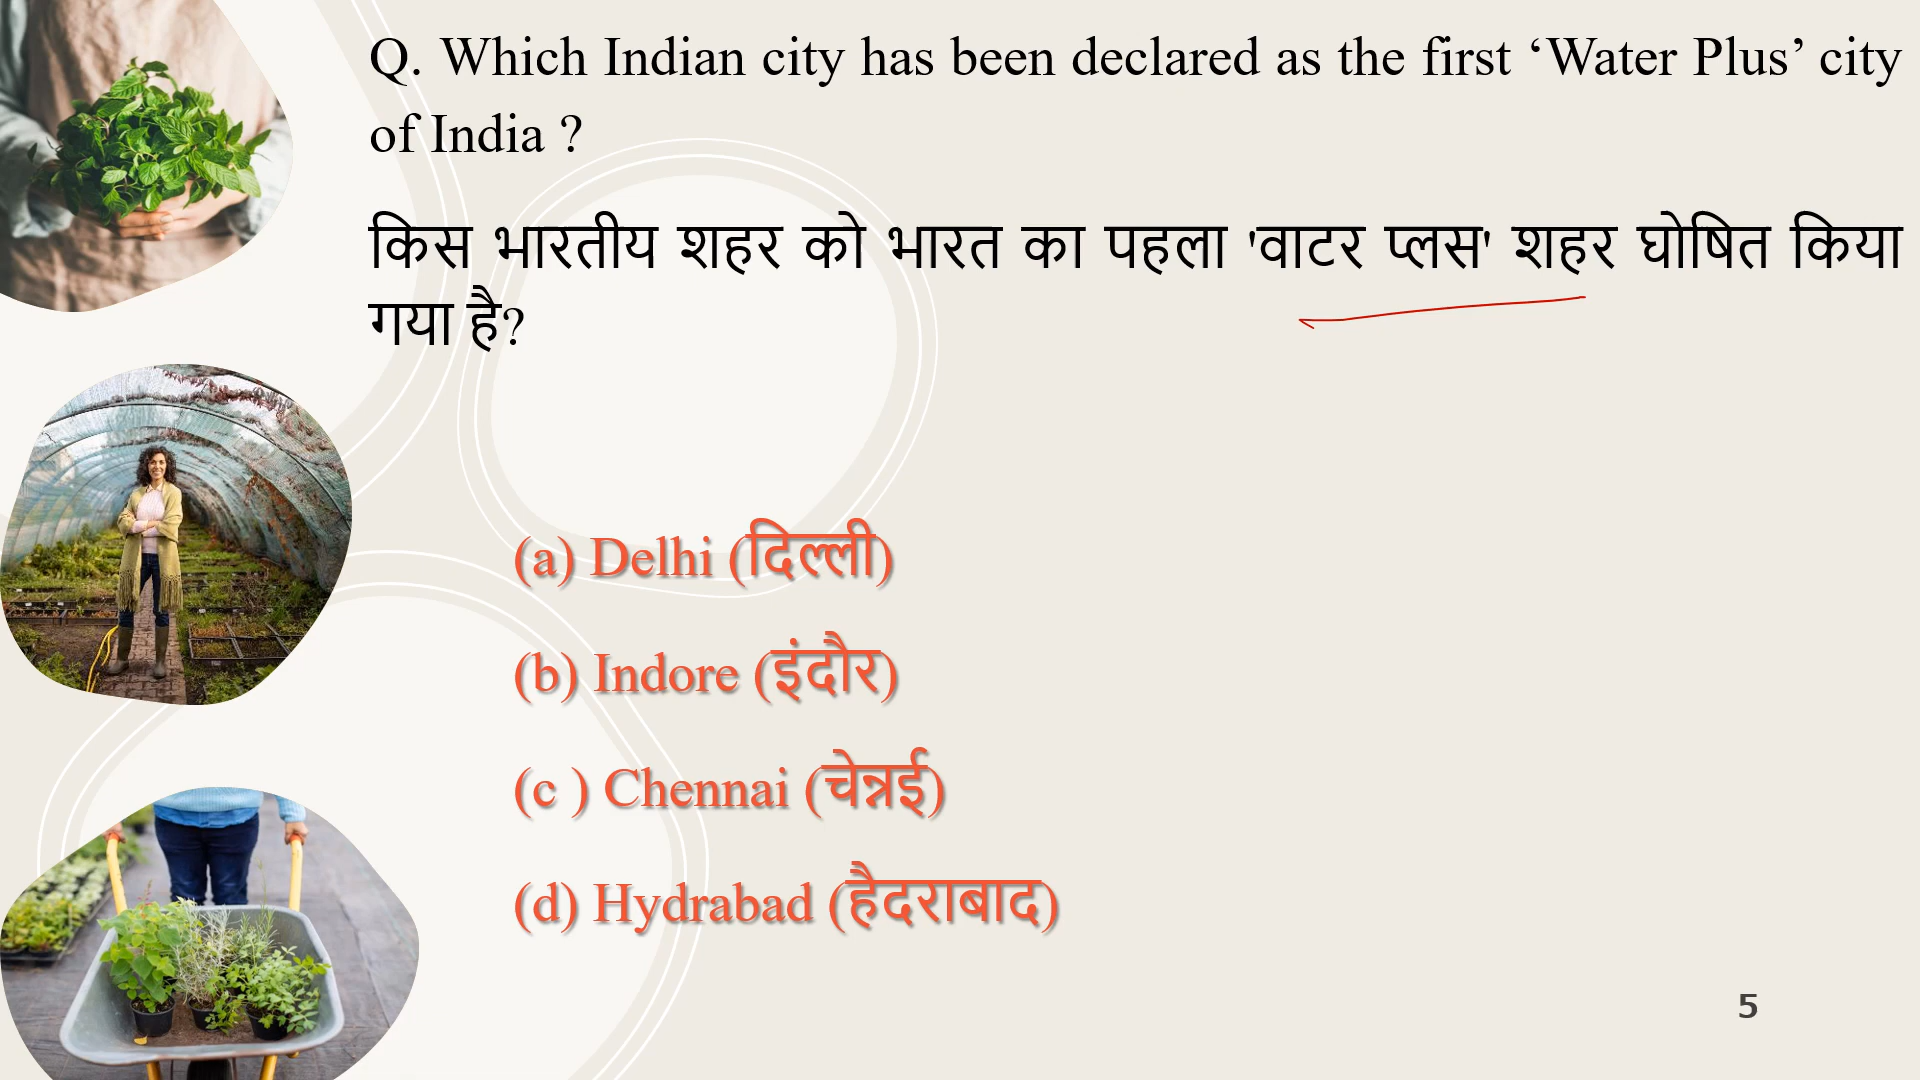 Q. Which Indian city has been declared as the first ‘Water Plus’ city
of India ?
किस भारतीय शहर को भारत का पहला 'वाटर प्लस' शहर घोषित किया
गया है?
(a) Delhi (दिल्ली)
(b) Indore (इंदौर)
(c ) Chennai (चेन्नई)
(d) Hydrabad (हैदराबाद)
5